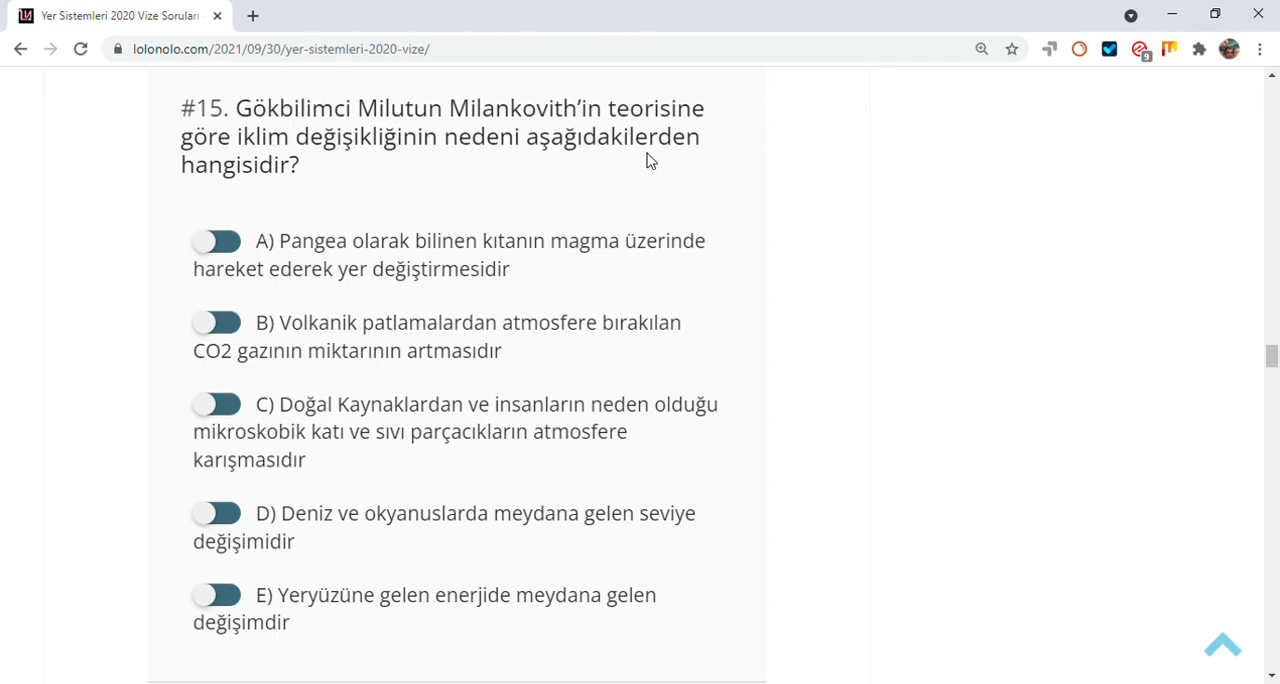 Yer Sistemleri 2020 Vize Soruları
lolonolo.com/2021/09/30/yer-sistemleri-2020-vize/
9
#15. Gökbilimci Milutun Milankovith’in teorisine
göre iklim değişikliğinin nedeni aşağıdakilerden
hangisidir?
A) Pangea olarak bilinen kıtanın magma üzerinde
hareket ederek yer değiştirmesidir
B) Volkanik patlamalardan atmosfere bırakılan
CO2 gazının miktarının artmasıdır
C) Doğal Kaynaklardan ve insanların neden olduğu
mikroskobik katı ve sıvı parçacıkların atmosfere
karışmasıdır
D) Deniz ve okyanuslarda meydana gelen seviye
değişimidir
E) Yeryüzüne gelen enerjide meydana gelen
değişimdir